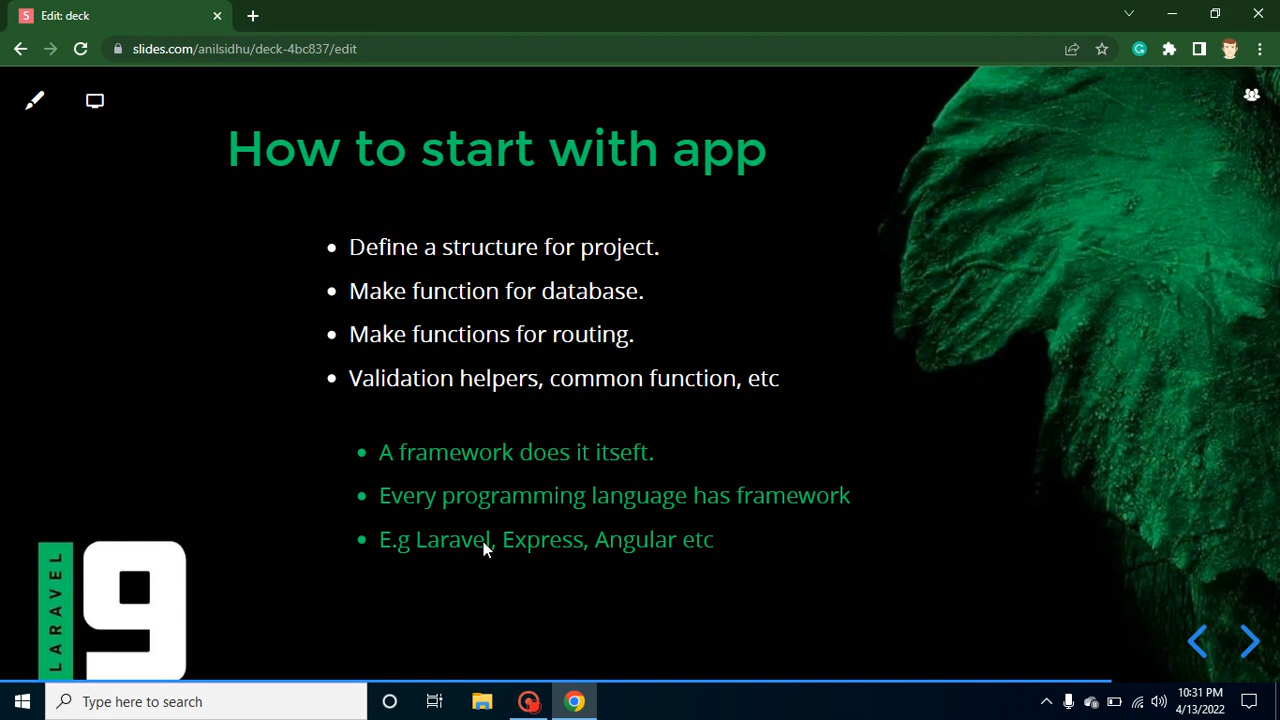 Edit: deck
slides.com/anilsidhu/deck-4bc837/edit
How to start with app
Define a structure for project.
Make function for database.
Make functions for routing.
Validation helpers, common function, etc
A framework does it itseft.
Every programming language has framework
E.g Laravel, Express, Angular etc
LARAVEL
9
Type here to search
10:31 PM
4/13/2022